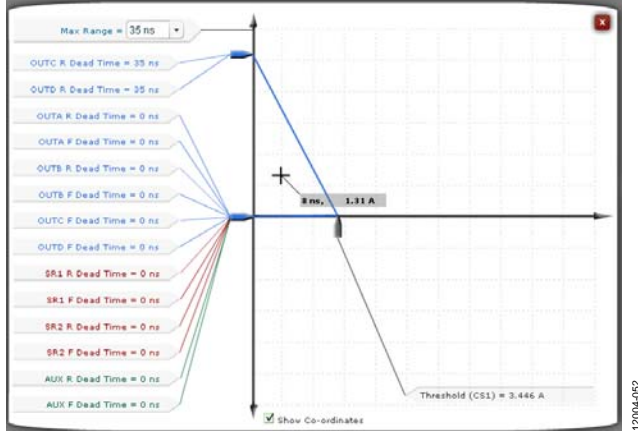 Max Range = 35 ns
x
OUTC R Dead Time = 35 ns
OUTD R Dead Time = 35 ns
OUTA R Dead Time = 0 ns
OUTA F Dead Time = 0 ns
OUTB R Dead Time = 0 ns
OUTB F Dead Time = 0 ns
OUTC F Dead Time = 0 ns
OUTD F Dead Time = 0 ns
SR1 R Dead Time = 0 ns
SR1 F Dead Time = 0 ns
SR2 R Dead Time = 0 ns
SR2 F Dead Time = 0 ns
AUX R Dead Time = 0 ns
AUX F Dead Time = 0 ns
8 ns, 1.31 A
Threshold (CS1) = 3.446 A
Show Co-ordinates
12004-052